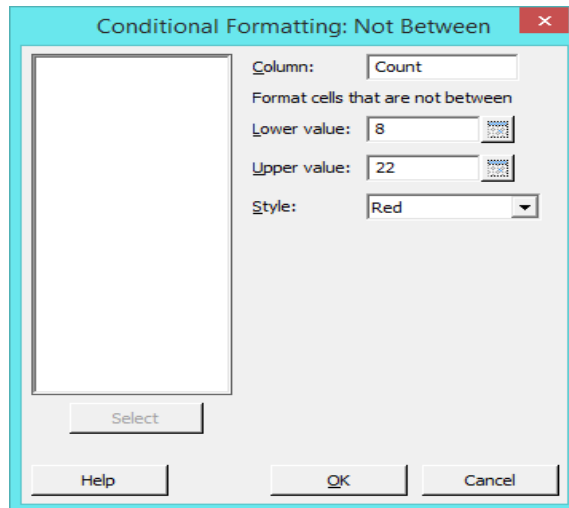 Conditional Formatting: Not Between
Column: Count
Format cells that are not between
Lower value: 8
Upper value: 22
Style: Red
Select
Help OK Cancel